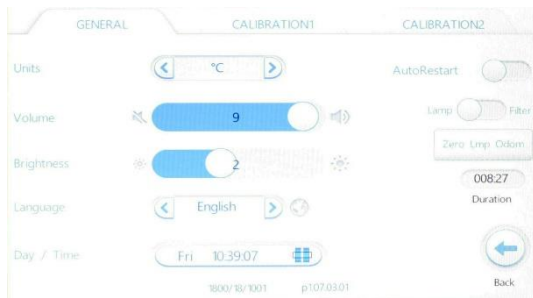 GENERAL CALIBRATION1 CALIBRATION2
Units °C AutoRestart
Volume 9 Lamp Filter
Zero Lmp Odom
Brightness 2
008:27
Language English Duration
Day / Time Fri 10:39:07
Back
1800/18/1001 p107.03.01